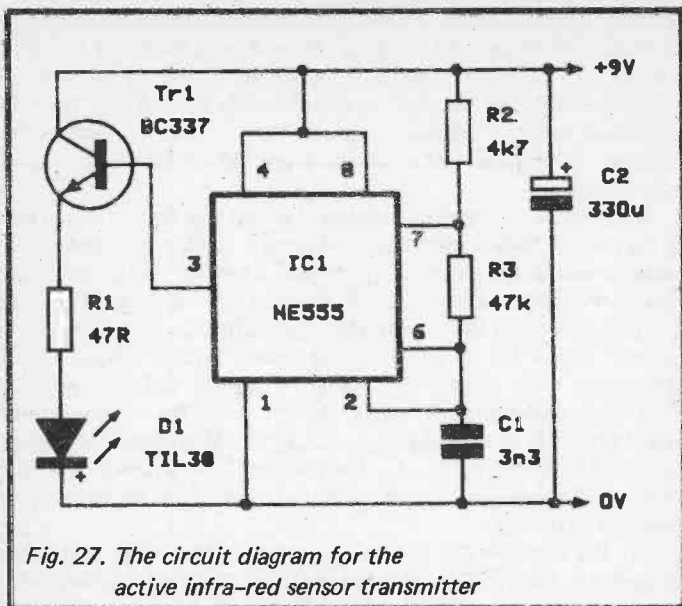 +9V
Tr1
BC337
R2
4k7
4
8
+
C2
330u
7
3
IC1
NE555
R3
47k
R1
47R
6
1
2
C1
3n3
D1
TIL38
+
0V
Fig. 27. The circuit diagram for the
active infra-red sensor transmitter